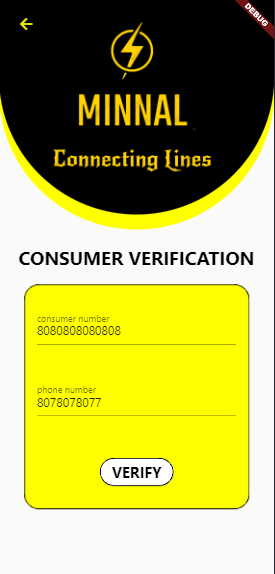 DEBUG
MINNAL
Connecting Lines
CONSUMER VERIFICATION
consumer number
8080808080808
phone number
8078078077
VERIFY